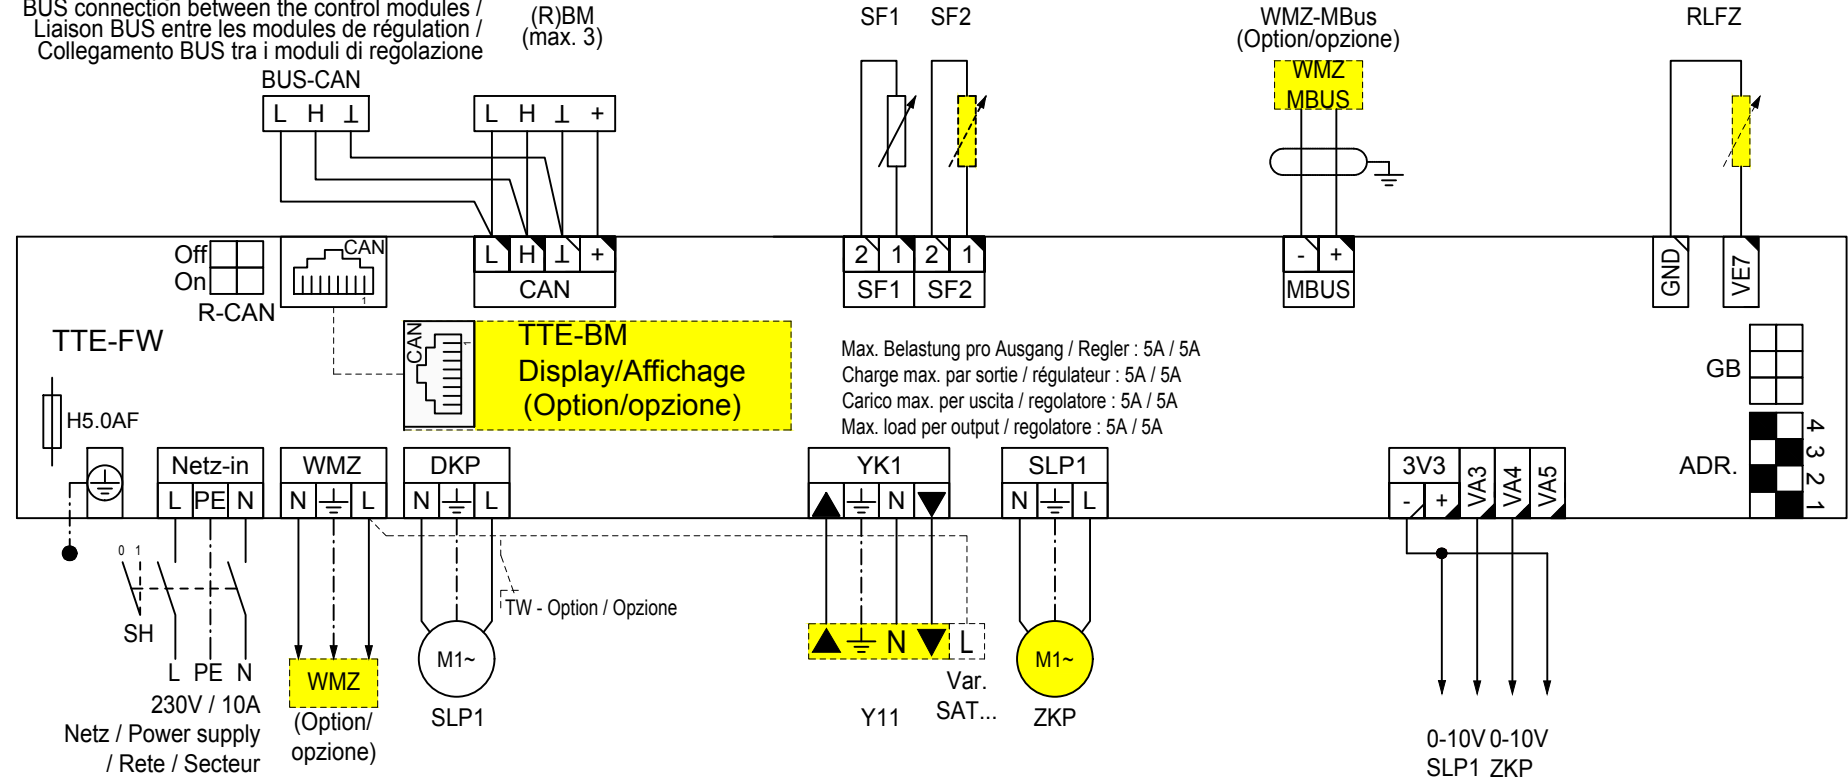 BUS connection between the control modules /
Liaison BUS entre les modules de régulation /
Collegamento BUS tra i moduli di regolazione
(R)BM
(max. 3)
SF1 SF2
WMZ-MBus
(Option/opzione)
RLFZ
BUS-CAN
WMZ
MBUS
L H ⊥
L H ⊥ +
Off
On
R-CAN
CAN
1
L H ⊥ +
CAN
2 1 2 1
SF1 SF2
- +
MBUS
GND
VE7
TTE-FW
CAN
1
TTE-BM
Display/Affichage
(Option/opzione)
Max. Belastung pro Ausgang / Regler : 5A / 5A
Charge max. par sortie / régulateur : 5A / 5A
Carico max. per uscita / regolatore : 5A / 5A
Max. load per output / regolatore : 5A / 5A
GB
H5.0AF
ADR.
4
3
2
1
Netz-in
L PE N
WMZ
N L
DKP
N L
YK1
N
SLP1
N L
3V3
- +
VA3
VA4
VA5
0 1
SH
TW - Option / Opzione
L PE N
230V / 10A
Netz / Power supply
/ Rete / Secteur
WMZ
(Option/
opzione)
M1~
SLP1
N L
Var.
SAT...
Y11
M1~
ZKP
0-10V 0-10V
SLP1 ZKP